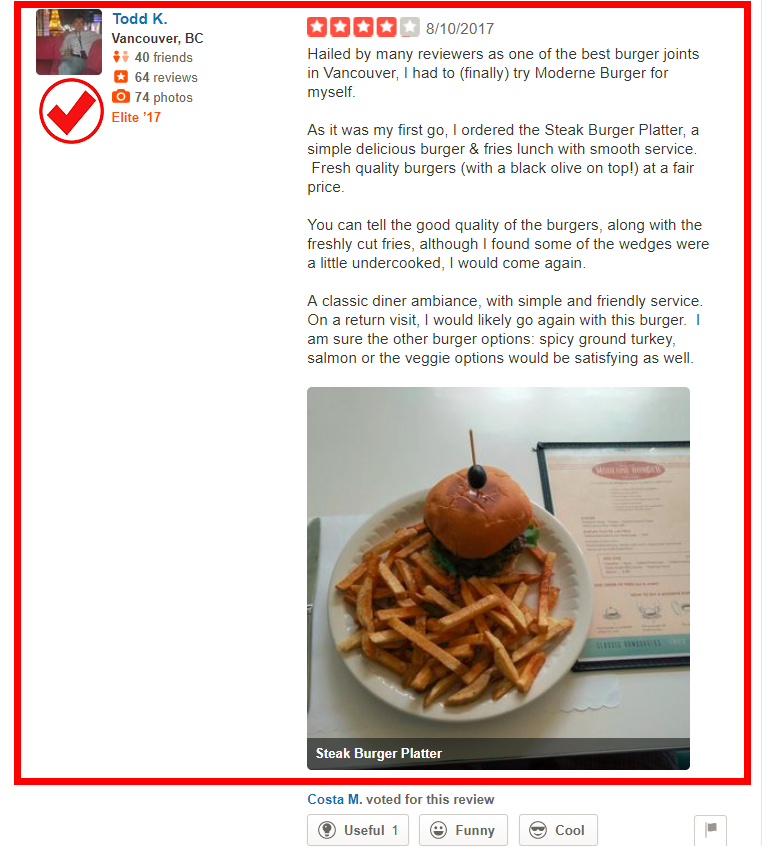 Todd K.
Vancouver, BC
40 friends
64 reviews
74 photos
Elite ’17
8/10/2017
Hailed by many reviewers as one of the best burger joints
in Vancouver, I had to (finally) try Moderne Burger for
myself.
As it was my first go, I ordered the Steak Burger Platter, a
simple delicious burger & fries lunch with smooth service.
Fresh quality burgers (with a black olive on top!) at a fair
price.
You can tell the good quality of the burgers, along with the
freshly cut fries, although I found some of the wedges were
a little undercooked, I would come again.
A classic diner ambiance, with simple and friendly service.
On a return visit, I would likely go again with this burger.  I
am sure the other burger options: spicy ground turkey,
salmon or the veggie options would be satisfying as well.
MODERNE BURGER
Steak Burger Platter
Costa M. voted for this review
Useful 1
Funny
Cool